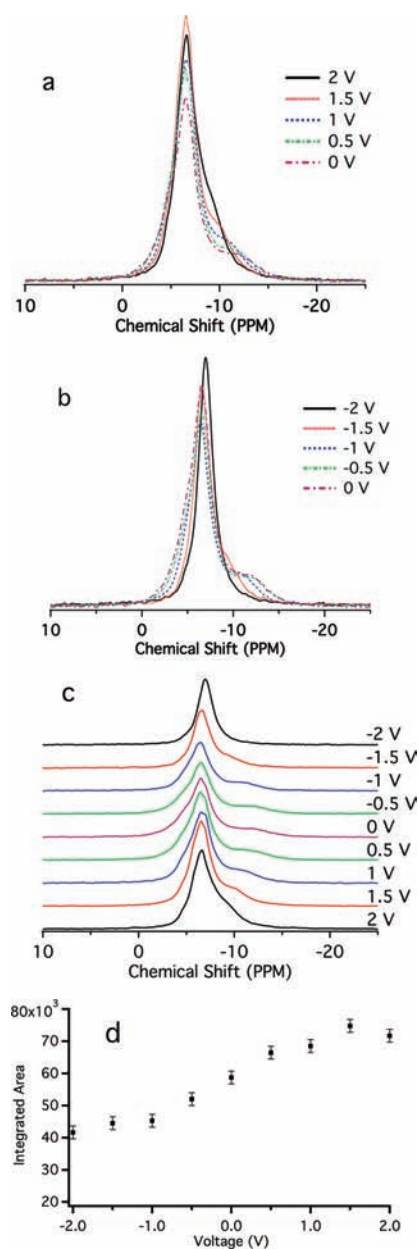 a
2 V
1.5 V
1 V
0.5 V
0 V
10 0 -10 -20
Chemical Shift (PPM)
b
-2 V
-1.5 V
-1 V
-0.5 V
0 V
10 0 -10 -20
Chemical Shift (PPM)
c
-2 V
-1.5 V
-1 V
-0.5 V
0 V
0.5 V
1 V
1.5 V
2 V
10 0 -10 -20
Chemical Shift (PPM)
d
80x10³
70
60
50
40
30
20
Integrated Area
-2.0 -1.0 0.0 1.0 2.0
Voltage (V)